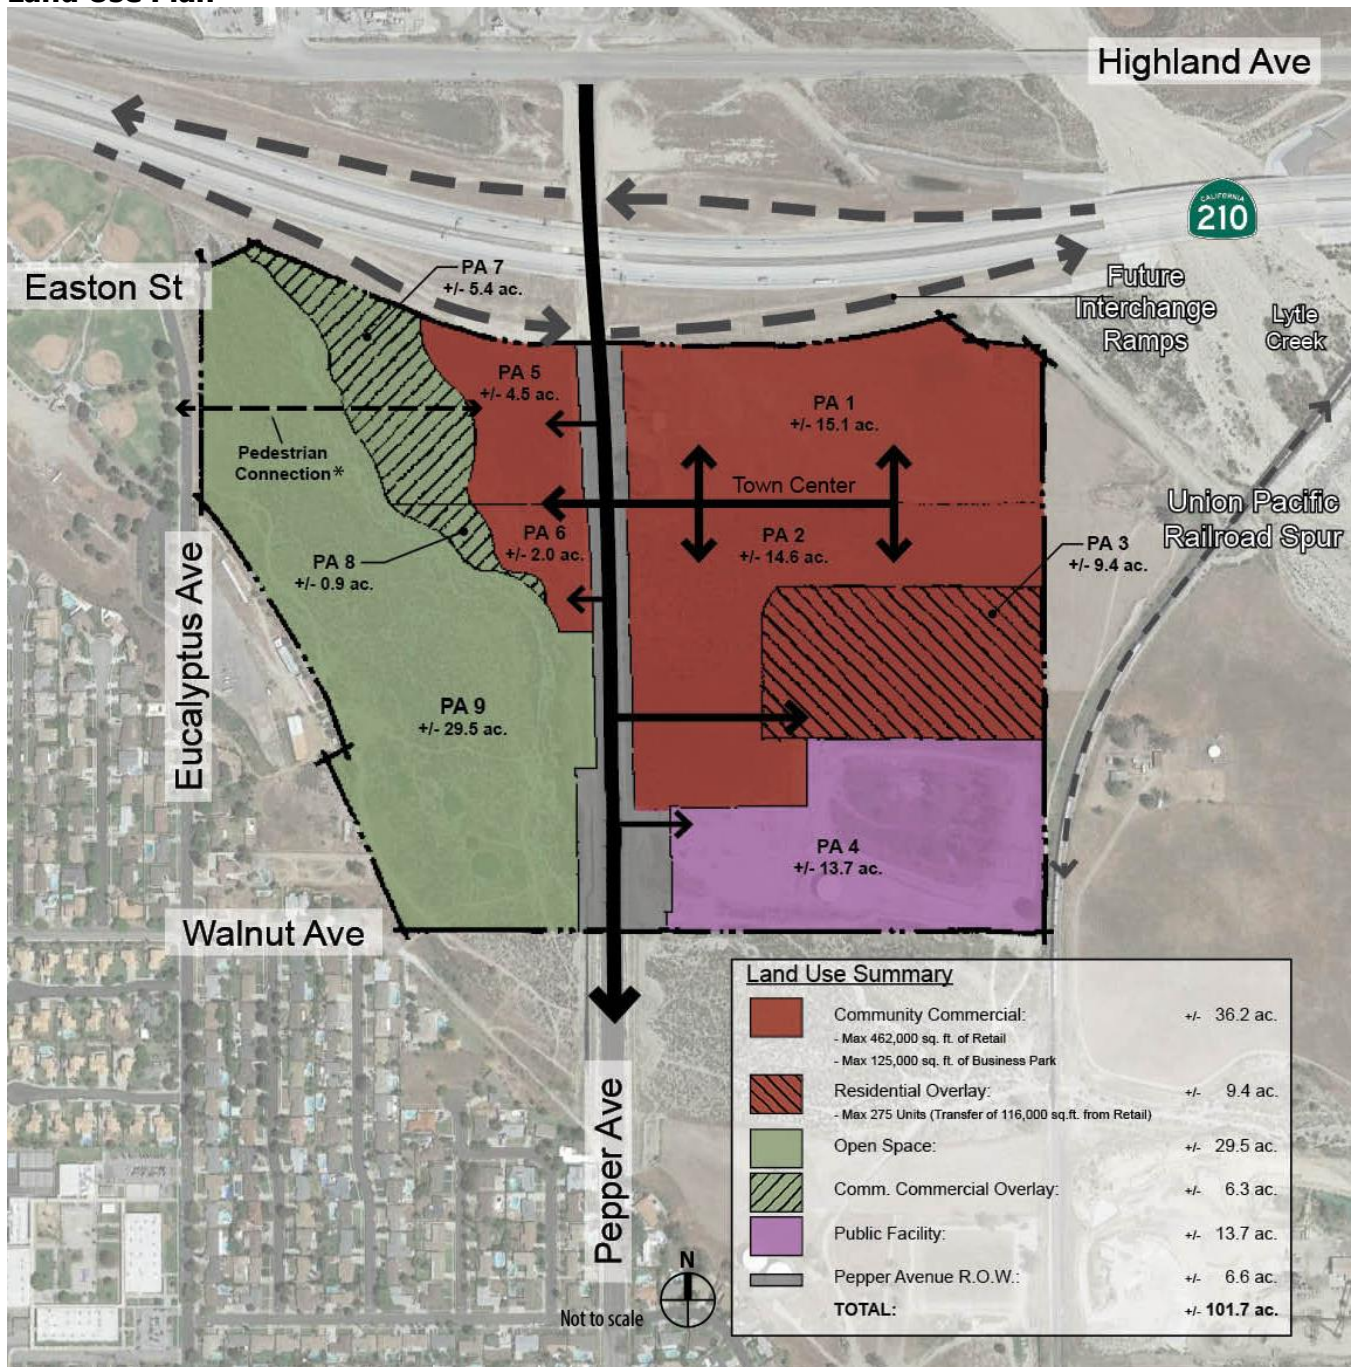 Land Use Plan
Highland Ave
CALIFORNIA
210
Easton St
PA 7
+/- 5.4 ac.
Future
Interchange
Ramps
Lytle
Creek
PA 5
+/- 4.5 ac.
PA 1
+/- 15.1 ac.
Pedestrian
Connection*
Town Center
Union Pacific
Railroad Spur
PA 6
+/- 2.0 ac.
PA 2
+/- 14.6 ac.
PA 3
+/- 9.4 ac.
PA 8
+/- 0.9 ac.
Eucalyptus Ave
PA 9
+/- 29.5 ac.
PA 4
+/- 13.7 ac.
Walnut Ave
Pepper Ave
N
Not to scale
Land Use Summary
Community Commercial: +/- 36.2 ac.
- Max 462,000 sq. ft. of Retail
- Max 125,000 sq. ft. of Business Park
Residential Overlay: +/- 9.4 ac.
- Max 275 Units (Transfer of 116,000 sq.ft. from Retail)
Open Space: +/- 29.5 ac.
Comm. Commercial Overlay: +/- 6.3 ac.
Public Facility: +/- 13.7 ac.
Pepper Avenue R.O.W.: +/- 6.6 ac.
TOTAL: +/- 101.7 ac.